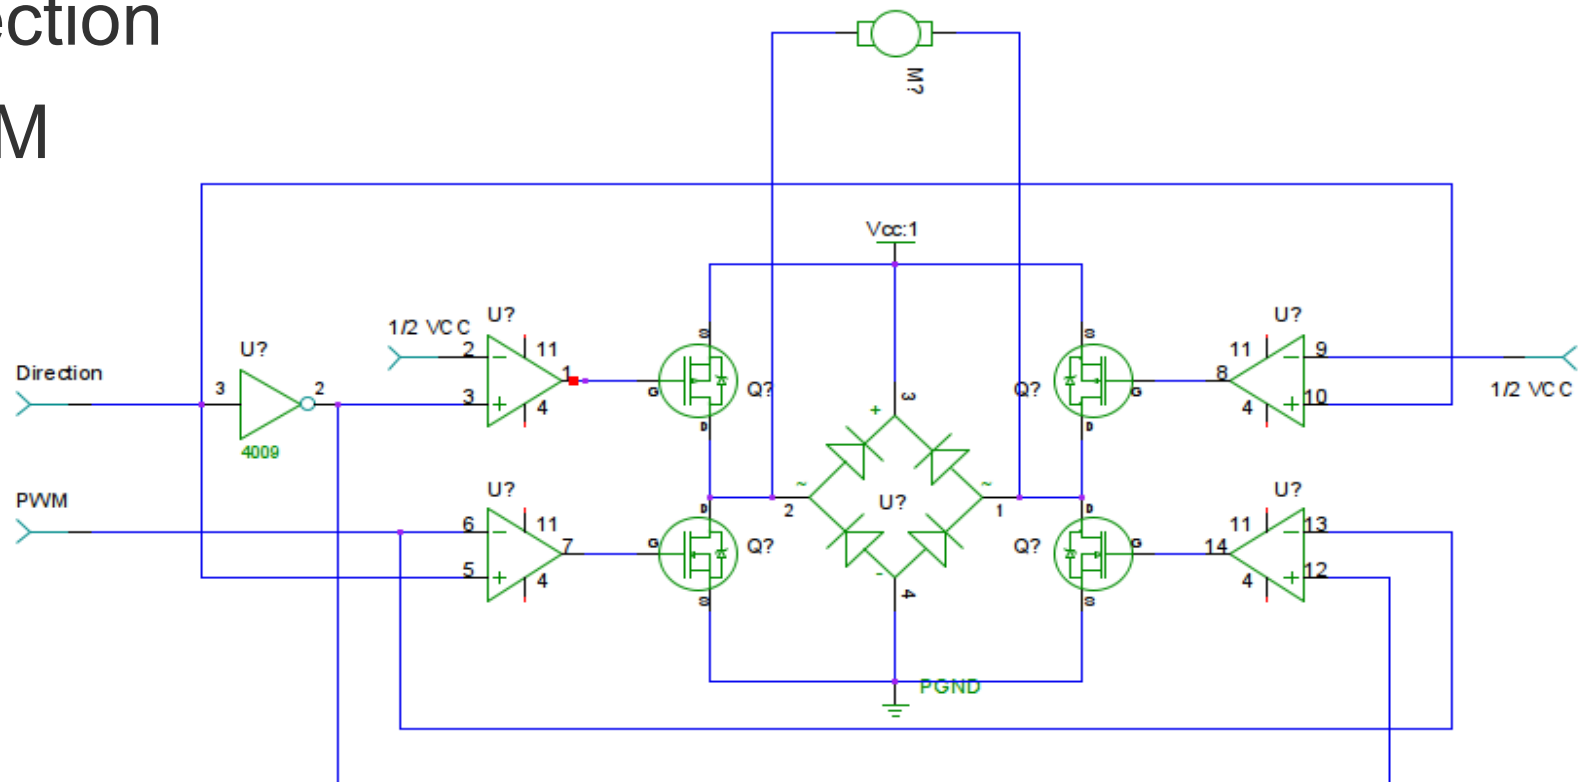 ection
M
M?
Vcc:1
1/2 VCC
U?
11
2
1
3
4
S
G
D
Q?
Q?
S
G
D
U?
11
9
8
10
4
1/2 VCC
Direction
3
U?
2
4009
PWM
U?
6
11
7
5
4
D
G
S
Q?
+
3
~
~
2
U?
1
-
4
Q?
D
G
S
U?
11
13
14
12
4
PGND